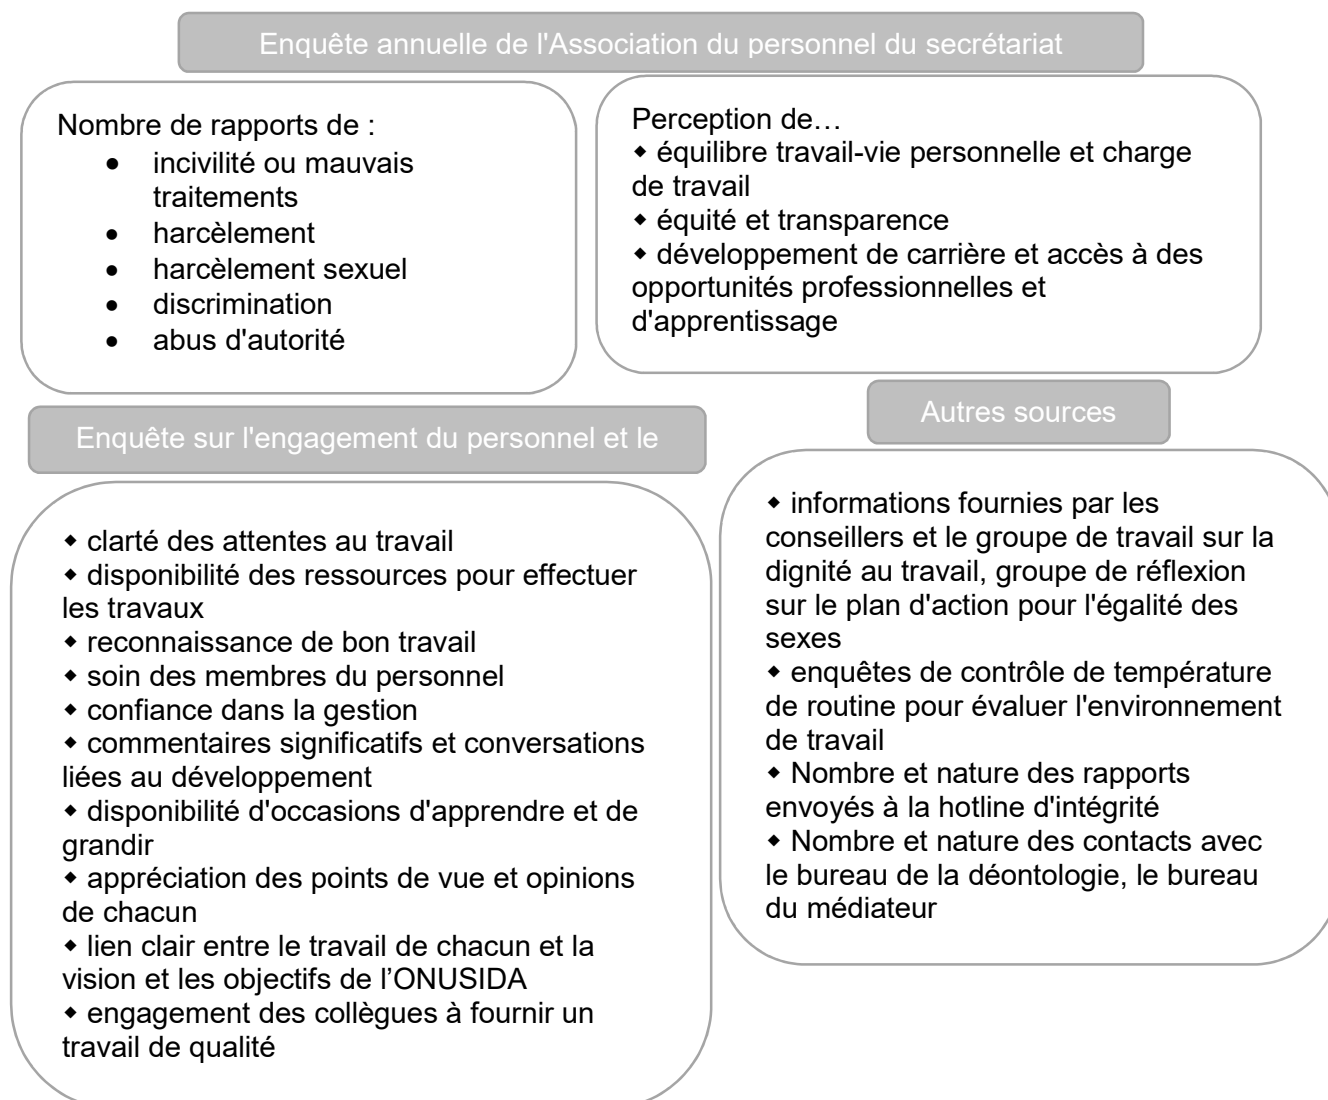 Enquête annuelle de l'Association du personnel du secrétariat
Nombre de rapports de :
• incivilité ou mauvais
traitements
• harcèlement
• harcèlement sexuel
• discrimination
• abus d'autorité
Perception de…
◆ équilibre travail-vie personnelle et charge
de travail
◆ équité et transparence
◆ développement de carrière et accès à des
opportunités professionnelles et
d'apprentissage
Enquête sur l'engagement du personnel et le
◆ clarté des attentes au travail
◆ disponibilité des ressources pour effectuer
les travaux
◆ reconnaissance de bon travail
◆ soin des membres du personnel
◆ confiance dans la gestion
◆ commentaires significatifs et conversations
liées au développement
◆ disponibilité d'occasions d'apprendre et de
grandir
◆ appréciation des points de vue et opinions
de chacun
◆ lien clair entre le travail de chacun et la
vision et les objectifs de l’ONUSIDA
◆ engagement des collègues à fournir un
travail de qualité
Autres sources
◆ informations fournies par les
conseillers et le groupe de travail sur la
dignité au travail, groupe de réflexion
sur le plan d'action pour l'égalité des
sexes
◆ enquêtes de contrôle de température
de routine pour évaluer l'environnement
de travail
◆ Nombre et nature des rapports
envoyés à la hotline d'intégrité
◆ Nombre et nature des contacts avec
le bureau de la déontologie, le bureau
du médiateur